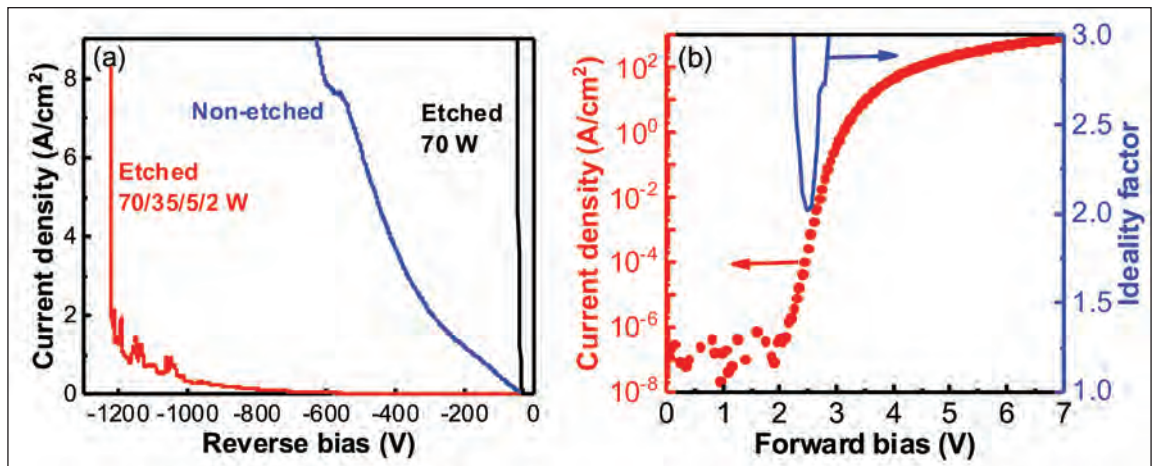 (a)
Current density (A/cm²)
8
6
4
2
0
Non-etched
Etched
70 W
Etched
70/35/5/2 W
-1200 -1000 -800 -600 -400 -200 0
Reverse bias (V)
(b)
Current density (A/cm²)
10²
10⁰
10⁻²
10⁻⁴
10⁻⁶
10⁻⁸
0 1 2 3 4 5 6 7
Forward bias (V)
3.0
2.5
2.0
1.5
1.0
Ideality factor